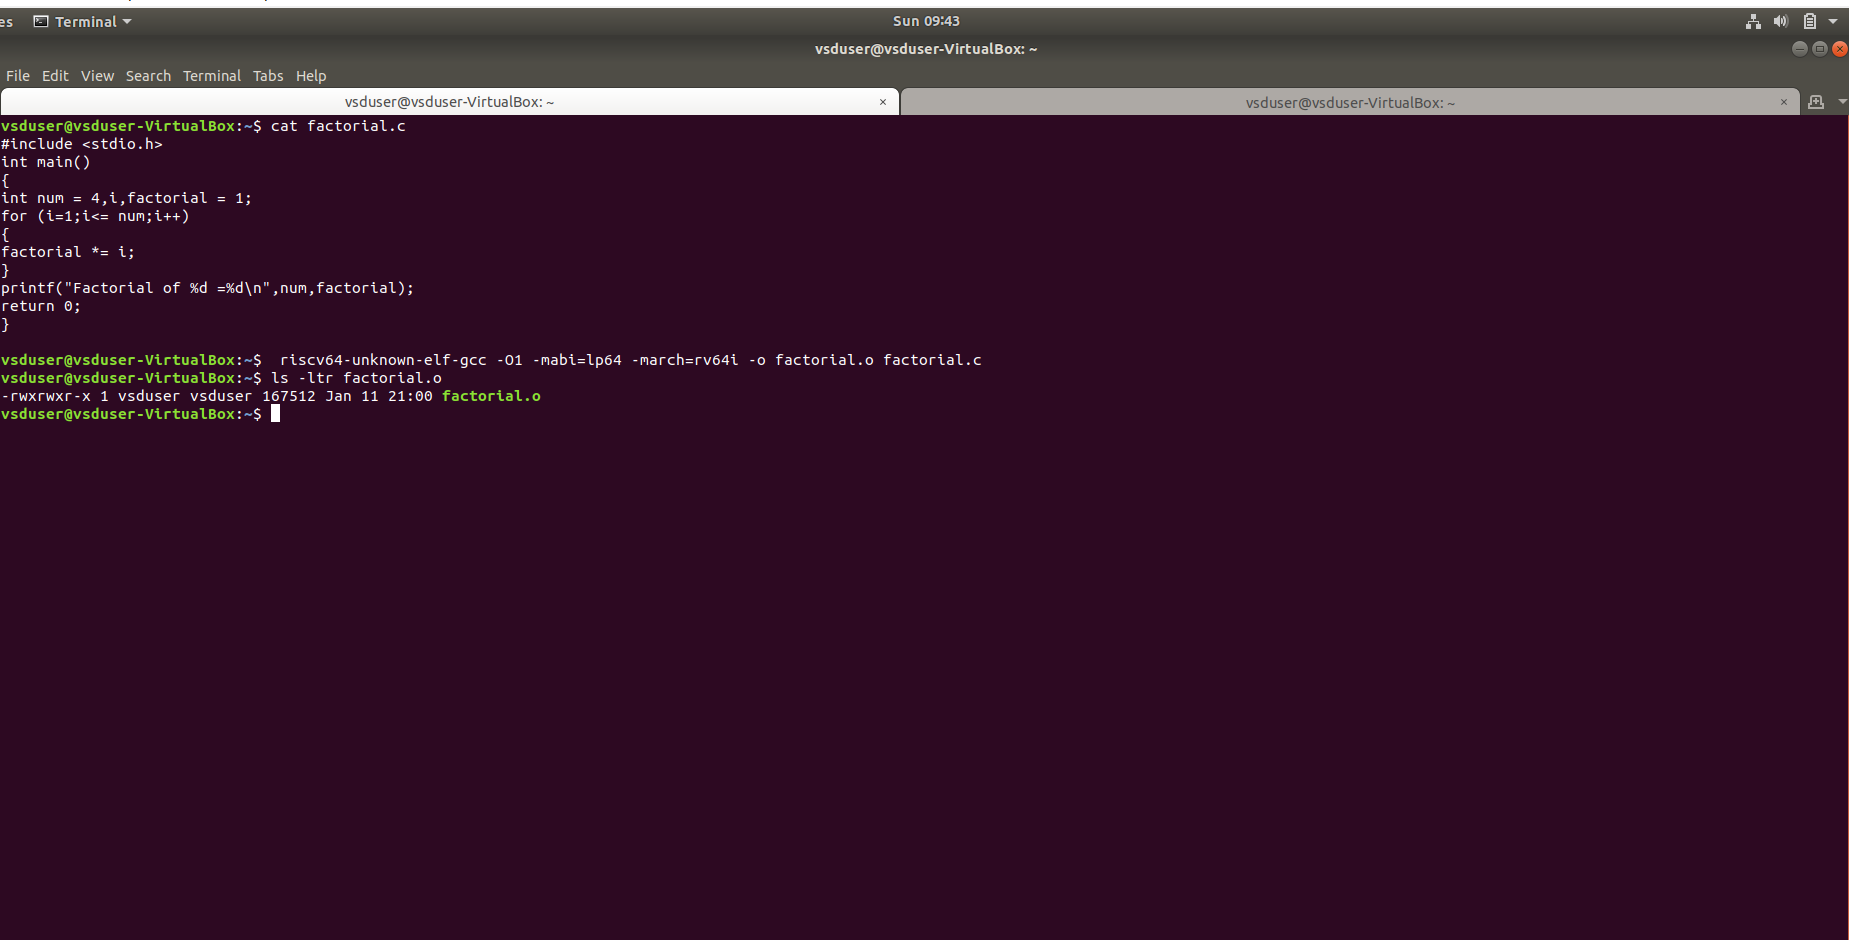 es Terminal Sun 09:43
vsduser@vsduser-VirtualBox: ~
File Edit View Search Terminal Tabs Help
vsduser@vsduser-VirtualBox: ~ × vsduser@vsduser-VirtualBox: ~ ×
vsduser@vsduser-VirtualBox:~$ cat factorial.c
#include <stdio.h>
int main()
{
int num = 4,i,factorial = 1;
for (i=1;i<= num;i++)
{
factorial *= i;
}
printf("Factorial of %d =%d\n",num,factorial);
return 0;
}
vsduser@vsduser-VirtualBox:~$  riscv64-unknown-elf-gcc -O1 -mabi=lp64 -march=rv64i -o factorial.o factorial.c
vsduser@vsduser-VirtualBox:~$ ls -ltr factorial.o
-rwxrwxr-x 1 vsduser vsduser 167512 Jan 11 21:00 factorial.o
vsduser@vsduser-VirtualBox:~$